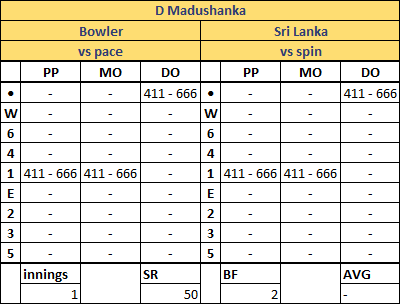 D Madushanka
Bowler Sri Lanka
vs pace vs spin
PP MO DO PP MO DO
• - - 411 - 666 • - - 411 - 666
W - - - W - - -
6 - - - 6 - - -
4 - - - 4 - - -
1 411 - 666 411 - 666 - 1 411 - 666 411 - 666 -
E - - - E - - -
2 - - - 2 - - -
3 - - - 3 - - -
5 - - - 5 - - -
innings SR BF AVG
1 50 2 -